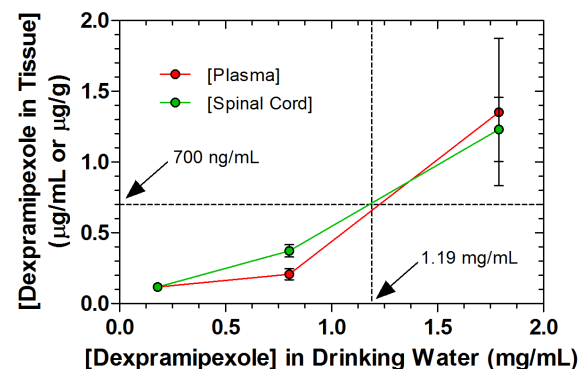 [Dexpramipexole] in Tissue
(µg/mL or µg/g)
2.0
1.5
1.0
0.5
0.0
[Plasma]
[Spinal Cord]
700 ng/mL
1.19 mg/mL
0.0 0.5 1.0 1.5 2.0
[Dexpramipexole] in Drinking Water (mg/mL)